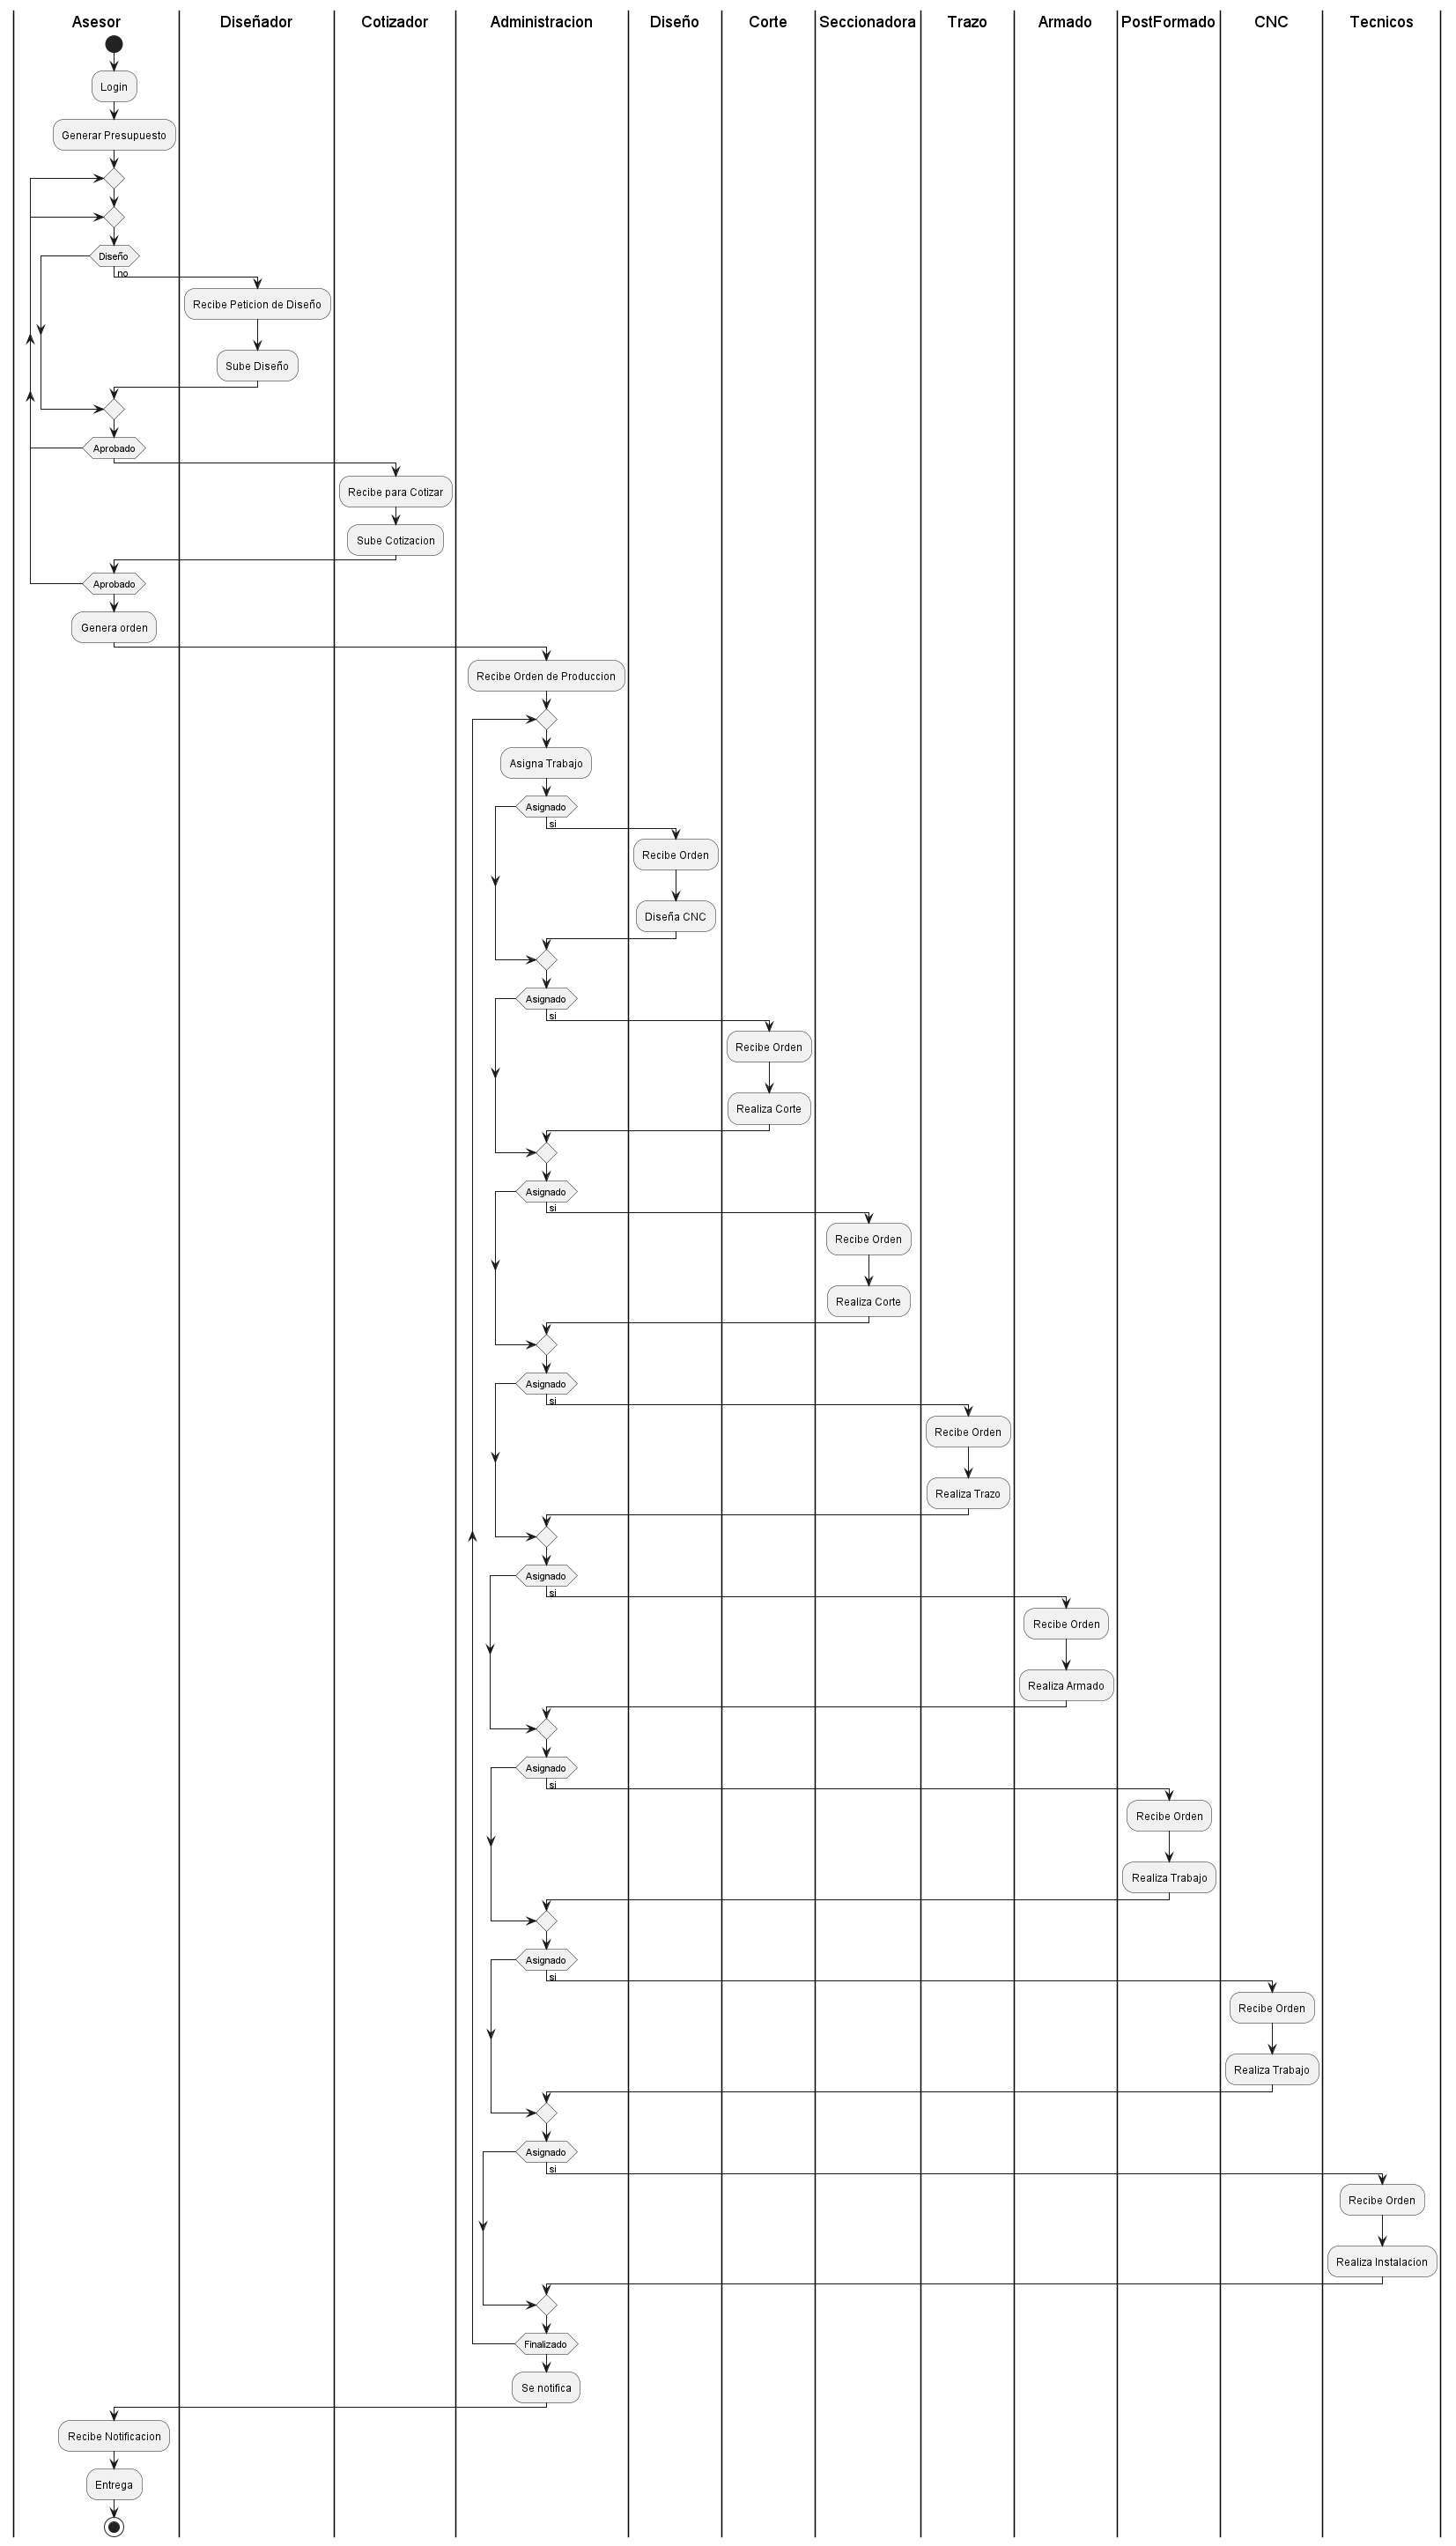 Asesor
Diseñador
Cotizador
Administracion
Diseño
Corte
Seccionadora
Trazo
Armado
PostFormado
CNC
Tecnicos
Login
Generar Presupuesto
Diseño
no
Recibe Peticion de Diseño
Sube Diseño
Aprobado
Recibe para Cotizar
Sube Cotizacion
Aprobado
Genera orden
Recibe Orden de Produccion
Asigna Trabajo
Asignado
si
Recibe Orden
Diseña CNC
Asignado
si
Recibe Orden
Realiza Corte
Asignado
si
Recibe Orden
Realiza Corte
Asignado
si
Recibe Orden
Realiza Trazo
Asignado
si
Recibe Orden
Realiza Armado
Asignado
si
Recibe Orden
Realiza Trabajo
Asignado
si
Recibe Orden
Realiza Trabajo
Asignado
si
Recibe Orden
Realiza Instalacion
Finalizado
Se notifica
Recibe Notificacion
Entrega